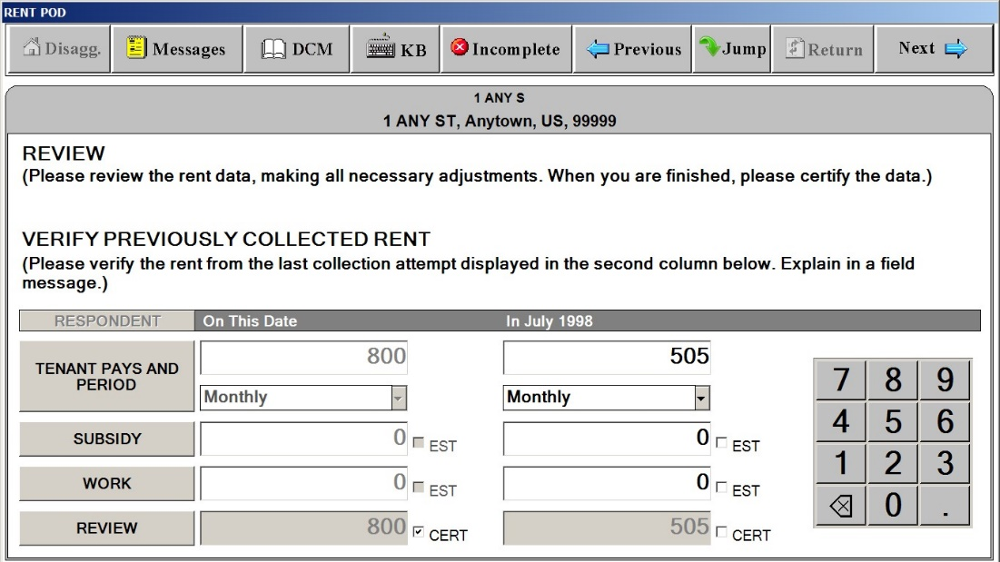 RENT POD
Disagg. Messages DCM KB Incomplete Previous Jump Return Next
1 ANY S
1 ANY ST, Anytown, US, 99999
REVIEW
(Please review the rent data, making all necessary adjustments. When you are finished, please certify the data.)
VERIFY PREVIOUSLY COLLECTED RENT
(Please verify the rent from the last collection attempt displayed in the second column below. Explain in a field
message.)
RESPONDENT On This Date In July 1998
TENANT PAYS AND
PERIOD
800 505
Monthly Monthly
SUBSIDY 0 EST 0 EST
WORK 0 EST 0 EST
REVIEW 800 CERT 505 CERT
7 8 9
4 5 6
1 2 3
0 .